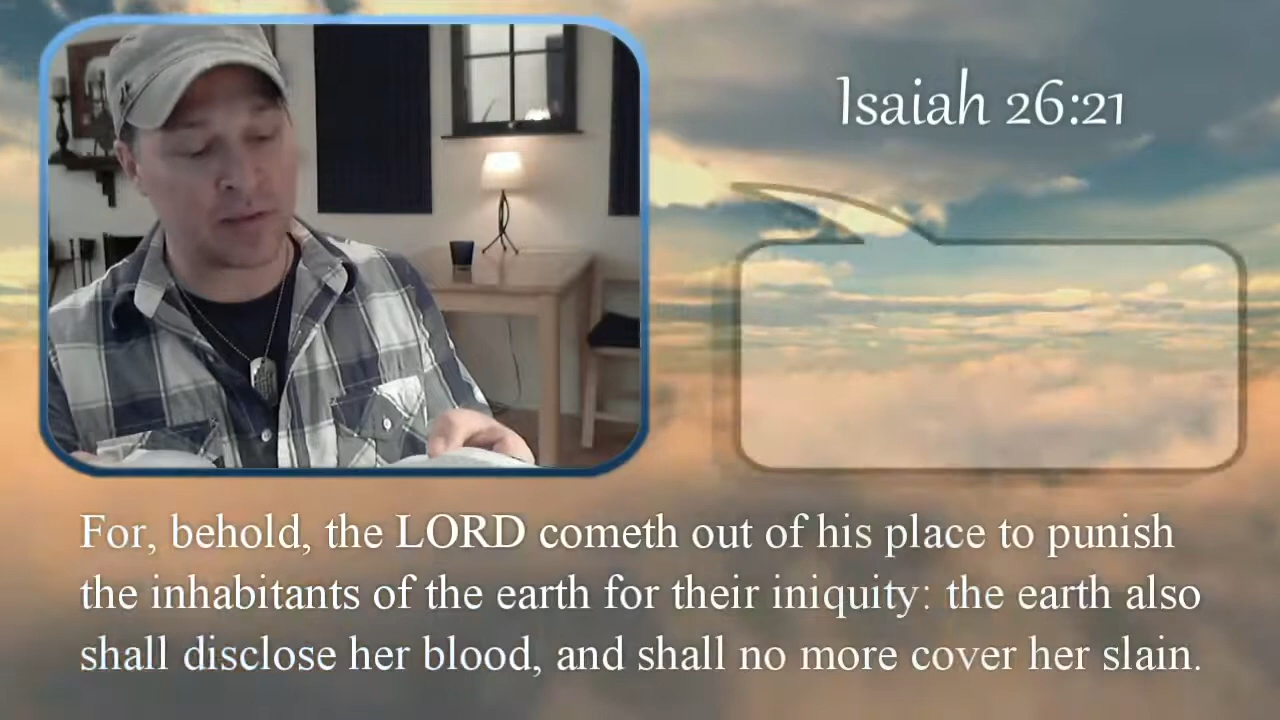 Isaiah 26:21
For, behold, the LORD cometh out of his place to punish
the inhabitants of the earth for their iniquity: the earth also
shall disclose her blood, and shall no more cover her slain.